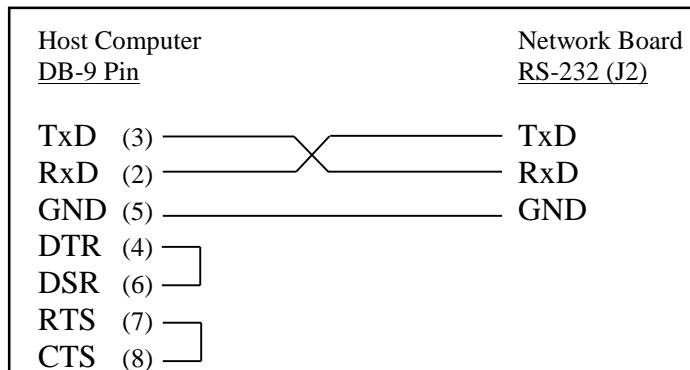 Host Computer Network Board
DB-9 Pin RS-232 (J2)
TxD (3) TxD
RxD (2) RxD
GND (5) GND
DTR (4)
DSR (6)
RTS (7)
CTS (8)